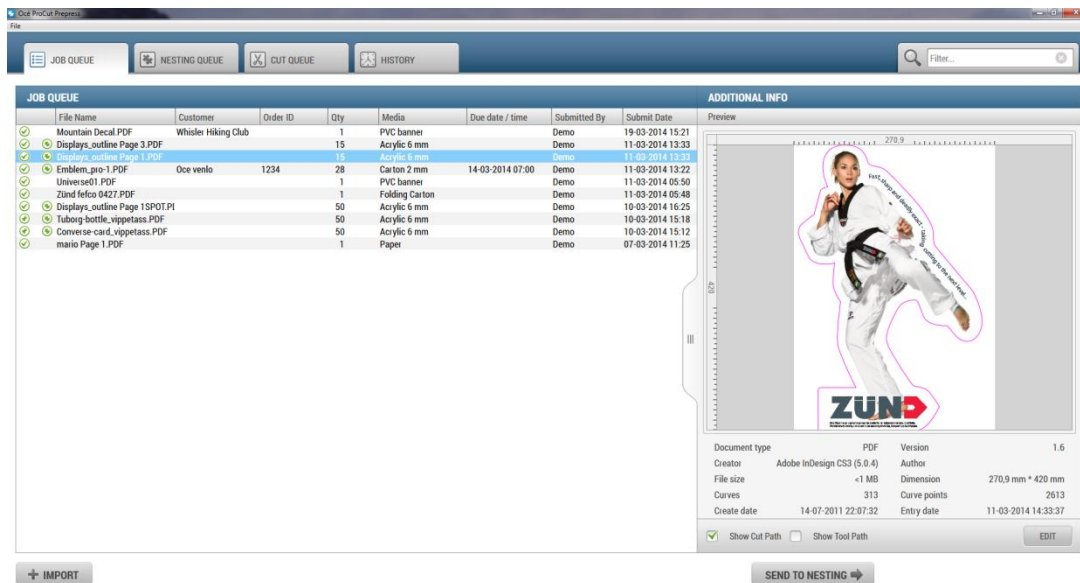 Océ ProCut Prepress
File
JOB QUEUE NESTING QUEUE CUT QUEUE HISTORY Filter...
JOB QUEUE
File Name Customer Order ID Qty Media Due date / time Submitted By Submit Date
Mountain Decal.PDF Whisler Hiking Club 1 PVC banner Demo 19-03-2014 15:21
Displays_outline Page 3.PDF 15 Acrylic 6 mm Demo 11-03-2014 13:33
Displays_outline Page 1.PDF 15 Acrylic 6 mm Demo 11-03-2014 13:33
Emblem_pro-1.PDF Oce venlo 1234 28 Carton 2 mm 14-03-2014 07:00 Demo 11-03-2014 13:22
Universe01.PDF 1 PVC banner Demo 11-03-2014 05:50
Zünd fefco 0427.PDF 1 Folding Carton Demo 11-03-2014 05:48
Displays_outline Page 1SPOT.PI 50 Acrylic 6 mm Demo 10-03-2014 16:25
Tuborg-bottle_vippetass.PDF 50 Acrylic 6 mm Demo 10-03-2014 15:18
Converse-card_vippetass.PDF 50 Acrylic 6 mm Demo 10-03-2014 15:12
mario Page 1.PDF 1 Paper Demo 07-03-2014 11:25
ADDITIONAL INFO
Preview
270,9
420
Fast, sharp and deadly exact - taking cutting to the next level...
ZÜND
Document type PDF Version 1.6
Creator Adobe InDesign CS3 (5.0.4) Author
File size <1 MB Dimension 270,9 mm * 420 mm
Curves 313 Curve points 2613
Create date 14-07-2011 22:07:32 Entry date 11-03-2014 14:33:37
Show Cut Path Show Tool Path EDIT
IMPORT SEND TO NESTING